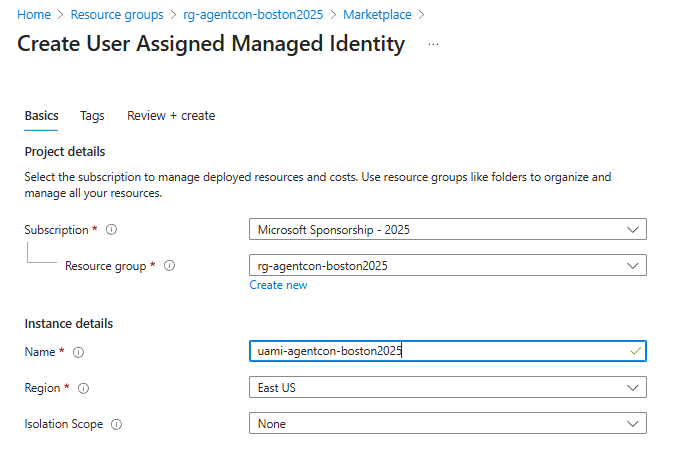 Home > Resource groups > rg-agentcon-boston2025 > Marketplace >
Create User Assigned Managed Identity ...
Basics Tags Review + create
Project details
Select the subscription to manage deployed resources and costs. Use resource groups like folders to organize and
manage all your resources.
Subscription * Microsoft Sponsorship - 2025
Resource group * rg-agentcon-boston2025
Create new
Instance details
Name * uami-agentcon-boston2025
Region * East US
Isolation Scope None